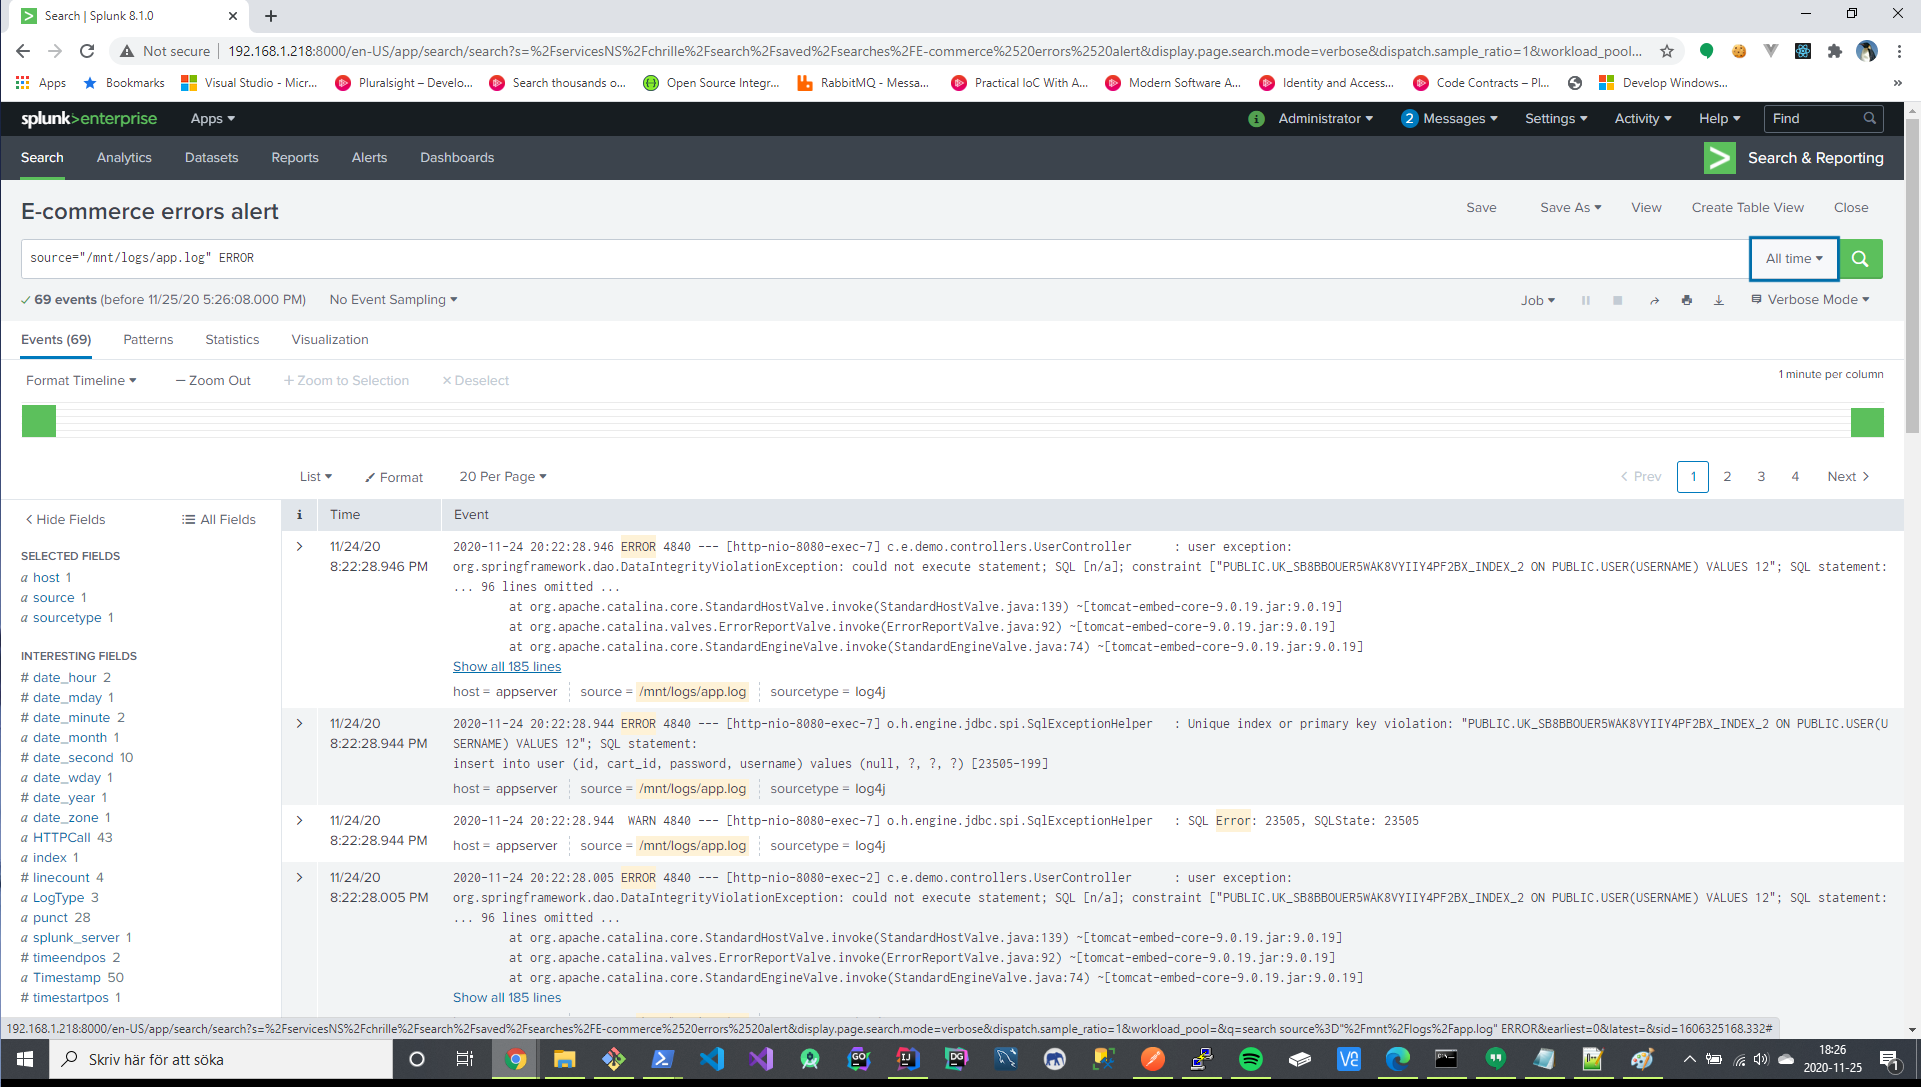 Search | Splunk 8.1.0
Not secure 192.168.1.218:8000/en-US/app/search/search?s=%2FservicesNS%2Fchrille%2Fsearch%2Fsaved%2Fsearches%2FE-commerce%2520errors%2520alert&display.page.search.mode=verbose&dispatch.sample_ratio=1&workload_pool...
Apps Bookmarks Visual Studio - Micr... Pluralsight – Develo... Search thousands o... Open Source Integr... RabbitMQ - Messa... Practical IoC With A... Modern Software A... Identity and Access... Code Contracts – Pl... Develop Windows... »
splunk>enterprise Apps Administrator 2 Messages Settings Activity Help Find
Search Analytics Datasets Reports Alerts Dashboards Search & Reporting
E-commerce errors alert Save Save As View Create Table View Close
source="/mnt/logs/app.log" ERROR All time
69 events (before 11/25/20 5:26:08.000 PM) No Event Sampling Job Verbose Mode
Events (69) Patterns Statistics Visualization
Format Timeline — Zoom Out + Zoom to Selection × Deselect 1 minute per column
List Format 20 Per Page < Prev 1 2 3 4 Next >
< Hide Fields All Fields
SELECTED FIELDS
a host 1
a source 1
a sourcetype 1
INTERESTING FIELDS
# date_hour 2
# date_mday 1
# date_minute 2
a date_month 1
# date_second 10
a date_wday 1
# date_year 1
a date_zone 1
a HTTPCall 43
a index 1
# linecount 4
a LogType 3
a punct 28
a splunk_server 1
# timeendpos 2
a Timestamp 50
# timestartpos 1
i Time Event
11/24/20
8:22:28.946 PM
2020-11-24 20:22:28.946 ERROR 4840 --- [http-nio-8080-exec-7] c.e.demo.controllers.UserController : user exception:
org.springframework.dao.DataIntegrityViolationException: could not execute statement; SQL [n/a]; constraint ["PUBLIC.UK_SB8BBOUER5WAK8VYIIY4PF2BX_INDEX_2 ON PUBLIC.USER(USERNAME) VALUES 12"; SQL statement:
... 96 lines omitted ...
at org.apache.catalina.core.StandardHostValve.invoke(StandardHostValve.java:139) ~[tomcat-embed-core-9.0.19.jar:9.0.19]
at org.apache.catalina.valves.ErrorReportValve.invoke(ErrorReportValve.java:92) ~[tomcat-embed-core-9.0.19.jar:9.0.19]
at org.apache.catalina.core.StandardEngineValve.invoke(StandardEngineValve.java:74) ~[tomcat-embed-core-9.0.19.jar:9.0.19]
Show all 185 lines
host = appserver source = /mnt/logs/app.log sourcetype = log4j
11/24/20
8:22:28.944 PM
2020-11-24 20:22:28.944 ERROR 4840 --- [http-nio-8080-exec-7] o.h.engine.jdbc.spi.SqlExceptionHelper : Unique index or primary key violation: "PUBLIC.UK_SB8BBOUER5WAK8VYIIY4PF2BX_INDEX_2 ON PUBLIC.USER(U
SERNAME) VALUES 12"; SQL statement:
insert into user (id, cart_id, password, username) values (null, ?, ?, ?) [23505-199]
host = appserver source = /mnt/logs/app.log sourcetype = log4j
11/24/20
8:22:28.944 PM
2020-11-24 20:22:28.944 WARN 4840 --- [http-nio-8080-exec-7] o.h.engine.jdbc.spi.SqlExceptionHelper : SQL Error: 23505, SQLState: 23505
host = appserver source = /mnt/logs/app.log sourcetype = log4j
11/24/20
8:22:28.005 PM
2020-11-24 20:22:28.005 ERROR 4840 --- [http-nio-8080-exec-2] c.e.demo.controllers.UserController : user exception:
org.springframework.dao.DataIntegrityViolationException: could not execute statement; SQL [n/a]; constraint ["PUBLIC.UK_SB8BBOUER5WAK8VYIIY4PF2BX_INDEX_2 ON PUBLIC.USER(USERNAME) VALUES 12"; SQL statement:
... 96 lines omitted ...
at org.apache.catalina.core.StandardHostValve.invoke(StandardHostValve.java:139) ~[tomcat-embed-core-9.0.19.jar:9.0.19]
at org.apache.catalina.valves.ErrorReportValve.invoke(ErrorReportValve.java:92) ~[tomcat-embed-core-9.0.19.jar:9.0.19]
at org.apache.catalina.core.StandardEngineValve.invoke(StandardEngineValve.java:74) ~[tomcat-embed-core-9.0.19.jar:9.0.19]
Show all 185 lines
192.168.1.218:8000/en-US/app/search/search?s=%2FservicesNS%2Fchrille%2Fsearch%2Fsaved%2Fsearches%2FE-commerce%2520errors%2520alert&display.page.search.mode=verbose&dispatch.sample_ratio=1&workload_pool=&q=search source%3D"%2Fmnt%2Flogs%2Fapp.log" ERROR&earliest=0&latest=&sid=1606325168.332#
Skriv här för att söka GO IJ DG VE 18:26
2020-11-25 1